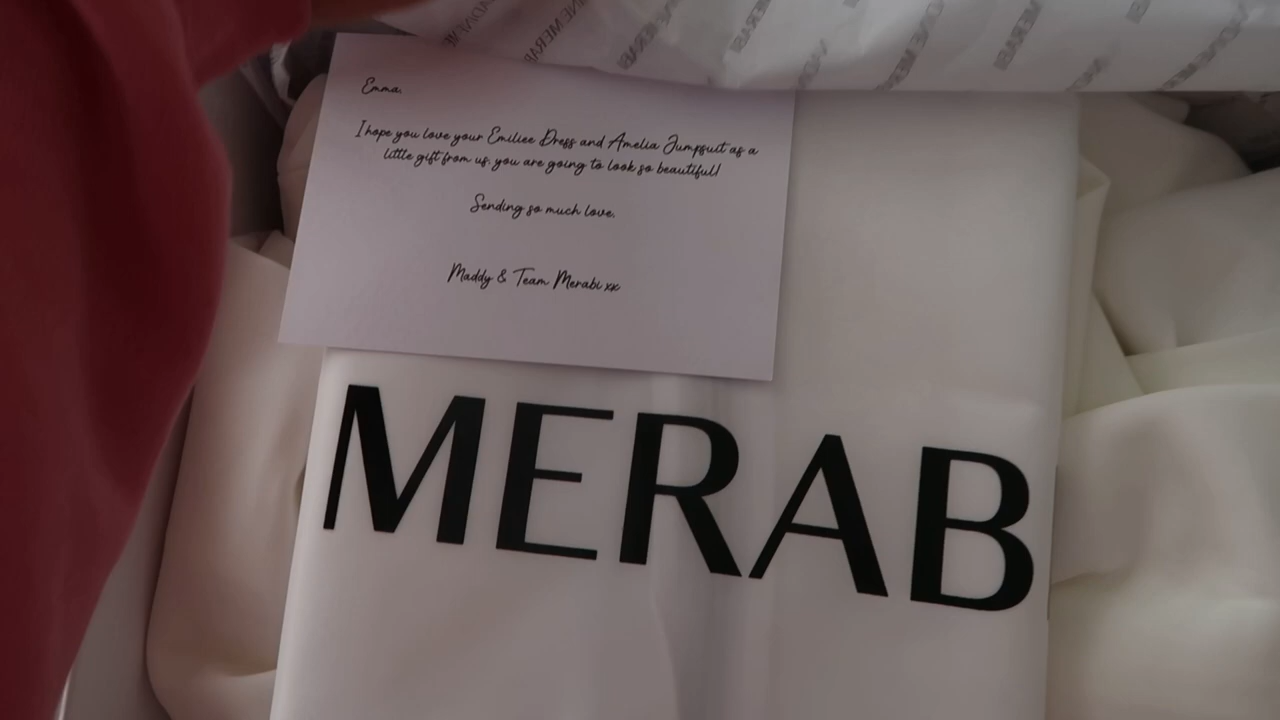 Emma,
I hope you love your Emiliee Dress and Amelia Jumpsuit as a
little gift from us, you are going to look so beautiful!
Sending so much love,
Maddy & Team Merabi xx
MERAB